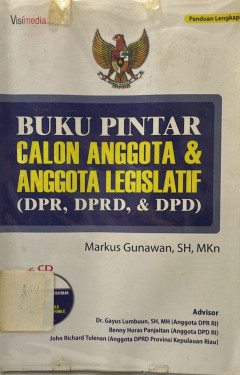 Visimedia
Panduan Lengkap
BUKU PINTAR
CALON ANGGOTA &
ANGGOTA LEGISLATIF
(DPR, DPRD, & DPD)
Markus Gunawan, SH, MKn
CD
Advisor
Dr. Gayus Lumbuun, SH, MH (Anggota DPR RI)
Benny Horas Panjaitan (Anggota DPD RI)
John Richard Tulenan (Anggota DPRD Provinsi Kepulauan Riau)